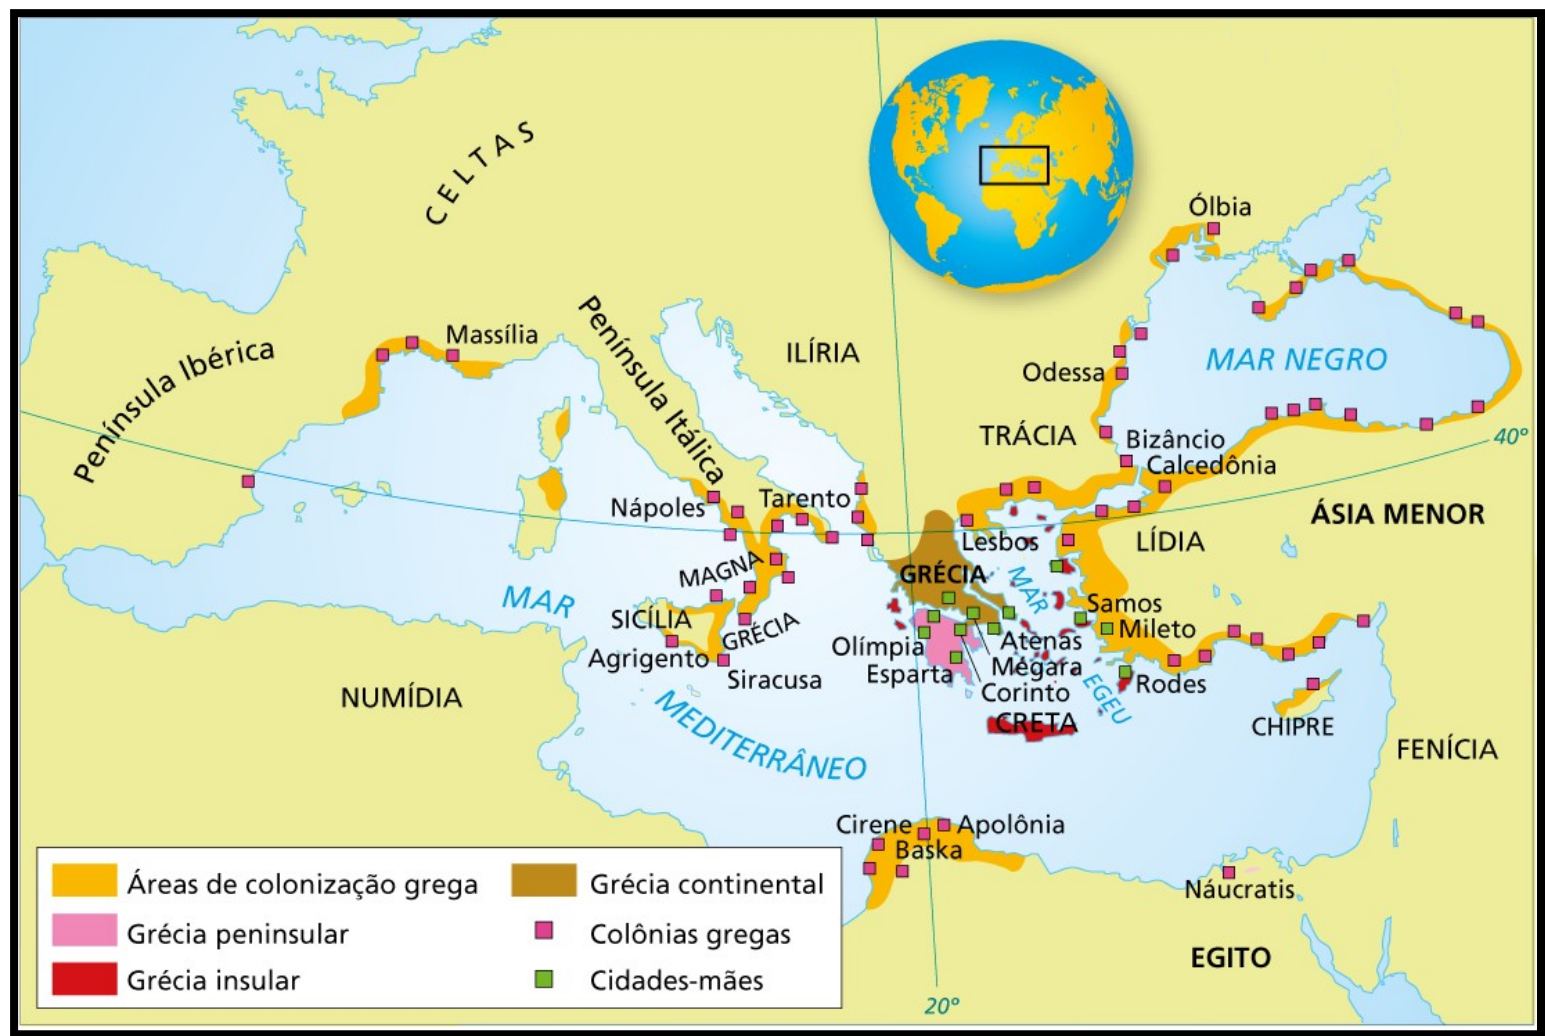 CELTAS
Ólbia
Península Ibérica
Massília
Península Itálica
ILÍRIA
MAR NEGRO
Odessa
TRÁCIA
Bizâncio
Calcedônia
40º
Nápoles
Tarento
ÁSIA MENOR
Lesbos
LÍDIA
MAR
MAGNA
GRÉCIA
MAR
SICÍLIA
GRÉCIA
Samos
Mileto
Agrigento
Siracusa
Olímpia
Atenas
Esparta
Mégara
Corinto
EGEU
Rodes
NUMÍDIA
MEDITERRÂNEO
CRETA
CHIPRE
FENÍCIA
Cirene
Apolônia
Baska
Náucratis
EGITO
20º
Áreas de colonização grega
Grécia peninsular
Grécia insular
Grécia continental
Colônias gregas
Cidades-mães